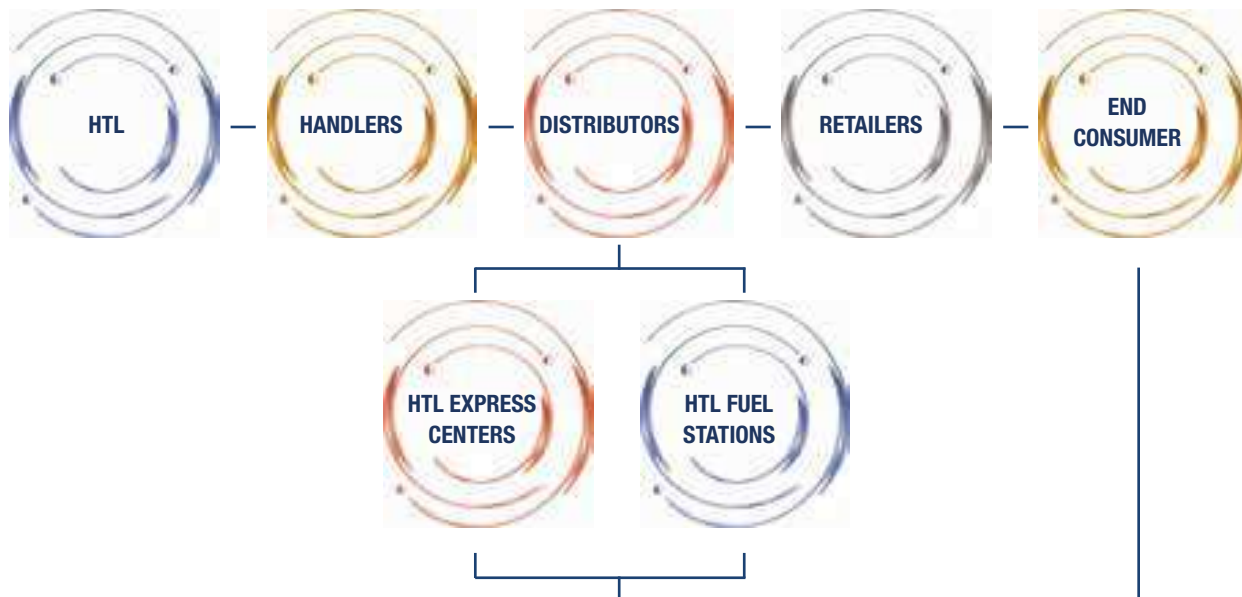 HTL
HANDLERS
DISTRIBUTORS
RETAILERS
END
CONSUMER
HTL EXPRESS
CENTERS
HTL FUEL
STATIONS